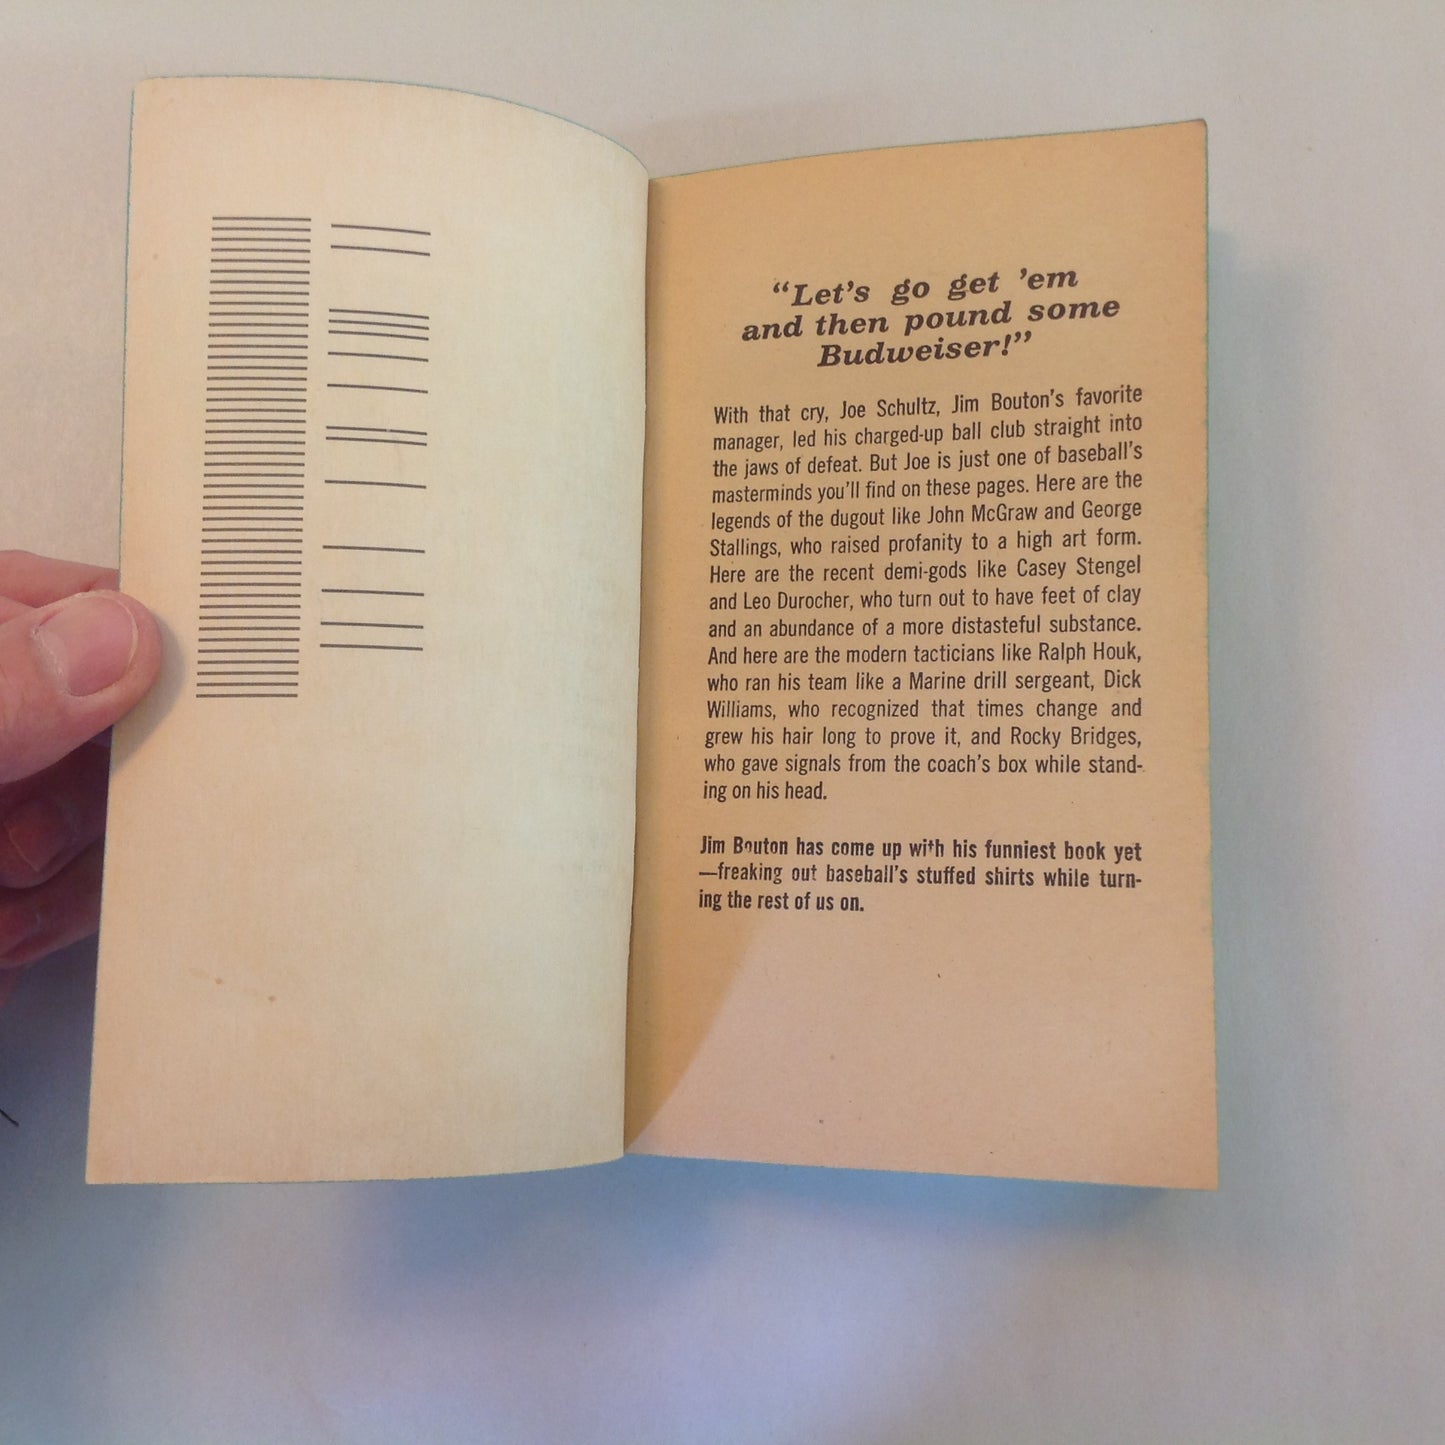 “Let’s go get ’em
and then pound some
Budweiser!”
With that cry, Joe Schultz, Jim Bouton’s favorite
manager, led his charged-up ball club straight into
the jaws of defeat. But Joe is just one of baseball’s
masterminds you’ll find on these pages. Here are the
legends of the dugout like John McGraw and George
Stallings, who raised profanity to a high art form.
Here are the recent demi-gods like Casey Stengel
and Leo Durocher, who turn out to have feet of clay
and an abundance of a more distasteful substance.
And here are the modern tacticians like Ralph Houk,
who ran his team like a Marine drill sergeant, Dick
Williams, who recognized that times change and
grew his hair long to prove it, and Rocky Bridges,
who gave signals from the coach’s box while stand-
ing on his head.
Jim Bouton has come up with his funniest book yet
—freaking out baseball’s stuffed shirts while turn-
ing the rest of us on.